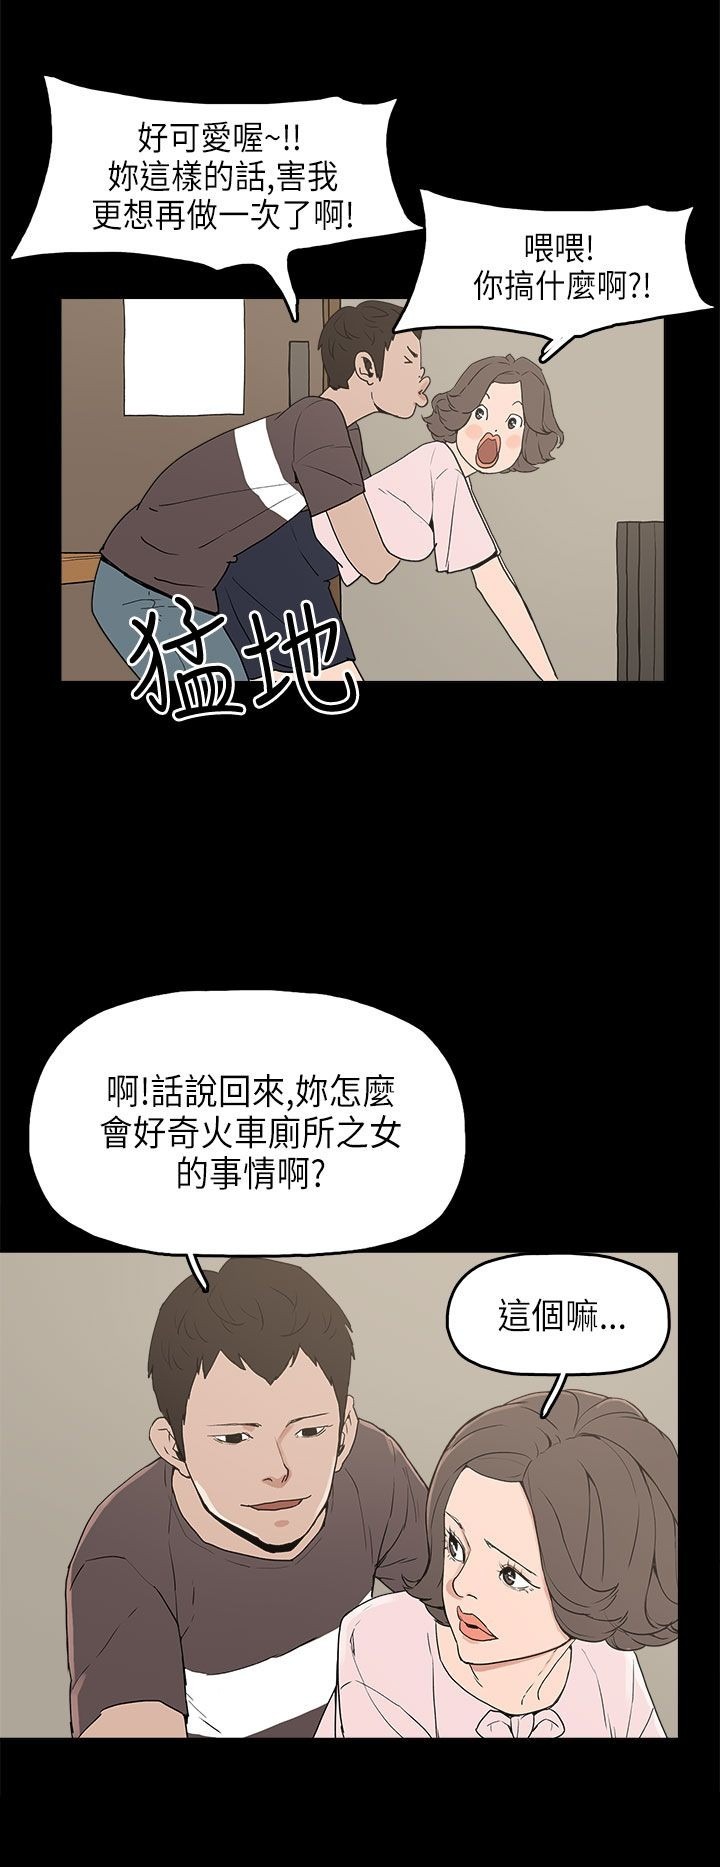 好可愛喔~!!
妳這樣的話,害我
更想再做一次了啊!
喂喂!
你搞什麼啊?!
猛地
啊!話說回來,妳怎麼
會好奇火車廁所之女
的事情啊?
這個嘛...